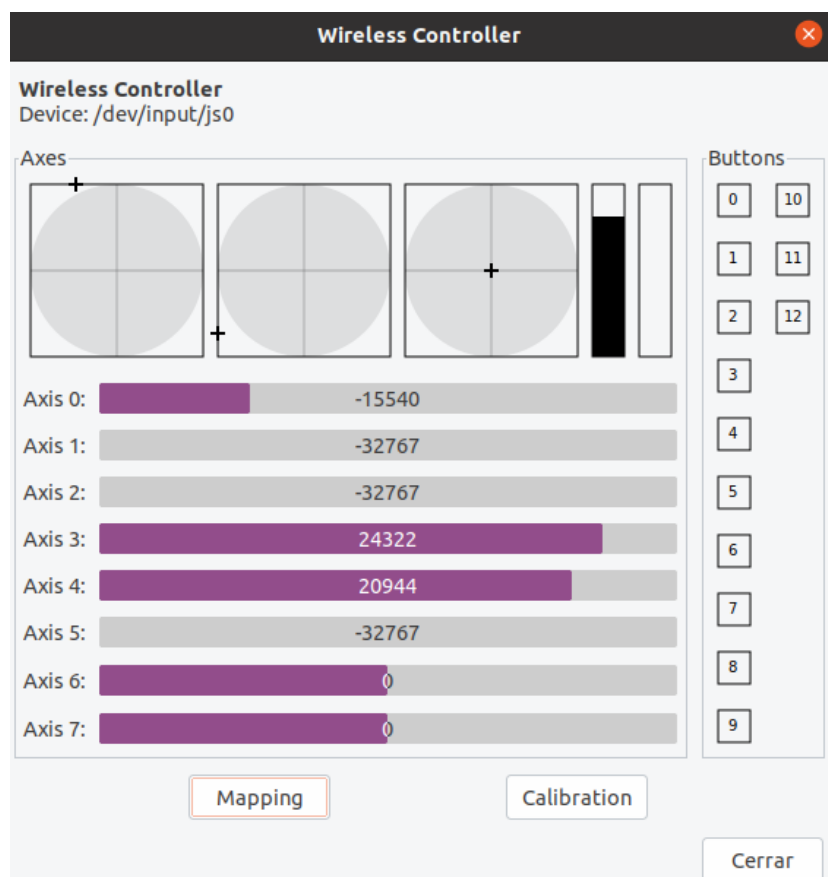 Wireless Controller
Wireless Controller
Device: /dev/input/js0
Axes
Axis 0: -15540
Axis 1: -32767
Axis 2: -32767
Axis 3: 24322
Axis 4: 20944
Axis 5: -32767
Axis 6: 0
Axis 7: 0
Buttons
0 10
1 11
2 12
3
4
5
6
7
8
9
Mapping Calibration
Cerrar